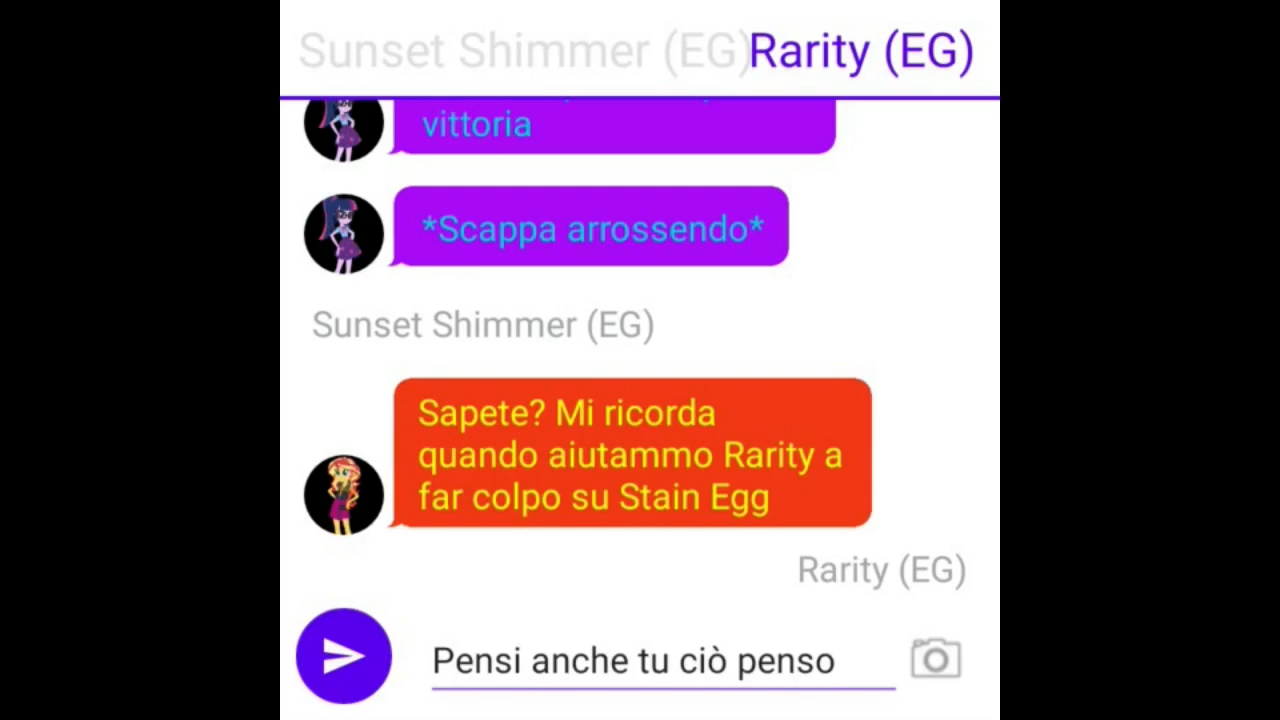 Sunset Shimmer (EG) Rarity (EG)
vittoria
*Scappa arrossendo*
Sunset Shimmer (EG)
Sapete? Mi ricorda
quando aiutammo Rarity a
far colpo su Stain Egg
Rarity (EG)
Pensi anche tu ciò penso